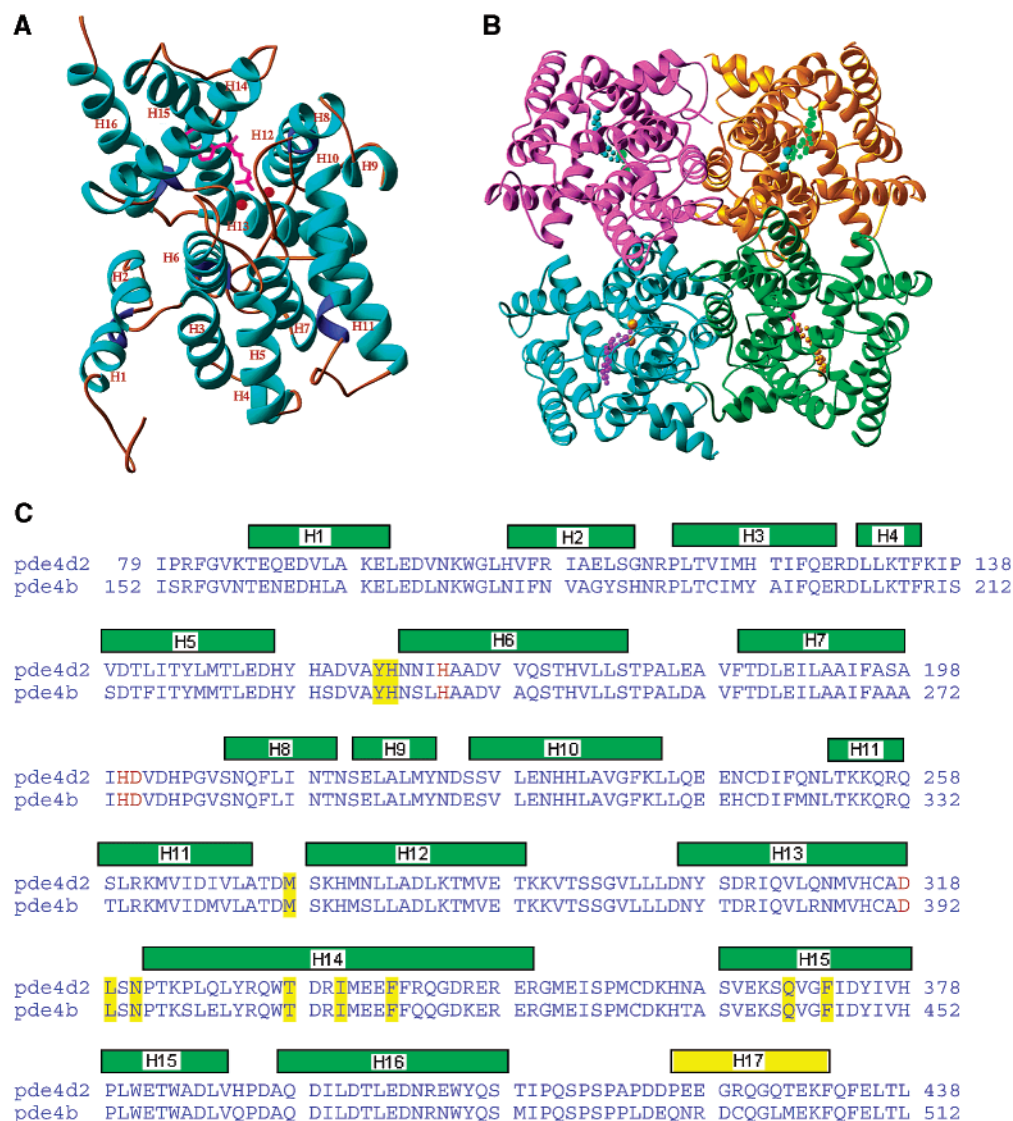 A
B
H14
H15
H16
H12
H8
H10
H9
H13
H6
H2
H3
H7
H11
H5
H1
H4
C
H1 H2 H3 H4
pde4d2 79 IPRFGVKTEQEDVLA KELEDVNKWGLHVFR IAELSGNRPLTVIMH TIFQERDLLKTFKIP 138
pde4b 152 ISRFGVNTENEDHLA KELEDLNKWGLNIFN VAGYSHNRPLTCIMY AIFQERDLLKTFRIS 212
H5 H6 H7
pde4d2 VDTLITYLMTLEDHY HADVAYHNNIHAADV VQSTHVLLSTPALEA VFTDLEILAAIFASA 198
pde4b SDTFITYMMTLEDHY HSDVAYHNSLHAADV AQSTHVLLSTPALDA VFTDLEILAAIFAAA 272
H8 H9 H10 H11
pde4d2 IHDVDHPGVSNQFLI NTNSELALMYNDSSV LENHHLAVGFKLLQE ENCDIFQNLTKKQRQ 258
pde4b IHDVDHPGVSNQFLI NTNSELALMYNDESV LENHHLAVGFKLLQE EHCDIFMNLTKKQRQ 332
H11 H12 H13
pde4d2 SLRKMVIDIVLATDM SKHMNLLADLKTMVE TKKVTSSGVLLLDNY SDRIQVLQNMVHCAD 318
pde4b TLRKMVIDMVLATDM SKHMSLLADLKTMVE TKKVTSSGVLLLDNY TDRIQVLRNMVHCAD 392
H14 H15
pde4d2 LSNPTKPLQLYRQWT DRIMEEFFRQGDRER ERGMEISPMCDKHNA SVEKSQVGFIDYIVH 378
pde4b LSNPTKSLELYRQWT DRIMEEFFQQGDKER ERGMEISPMCDKHTA SVEKSQVGFIDYIVH 452
H15 H16 H17
pde4d2 PLWETWADLVHPDAQ DILDTLEDNREWYQS TIPQSPSPAPDDPEE GRQGQTEKFQFELTL 438
pde4b PLWETWADLVQPDAQ DILDTLEDNRNWYQS MIPQSPSPPLDEQNR DCQGLMEKFQFELTL 512